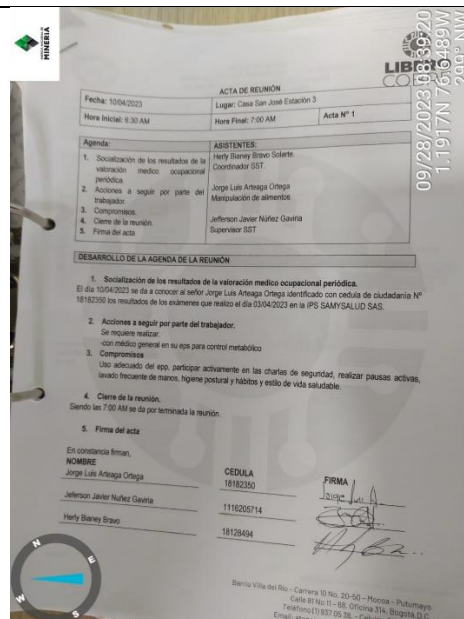 MINERÍA
LIBERO
COBRE
09/28/2023 08:39:20
1.1917N 76.6489W
299° NW
ACTA DE REUNIÓN
Fecha: 10/04/2023
Lugar: Casa San José Estación 3
Hora Inicial: 6:30 AM
Hora Final: 7:00 AM
Acta Nº 1
Agenda:
1. Socialización de los resultados de la
valoración medico ocupacional
periódica.
2. Acciones a seguir por parte del
trabajador.
3. Compromisos.
4. Cierre de la reunión.
5. Firma del acta
ASISTENTES:
Herly Bianey Bravo Solarte.
Coordinador SST.
Jorge Luis Arteaga Ortega
Manipulación de alimentos
Jefferson Javier Núñez Gaviria
Supervisor SST
DESARROLLO DE LA AGENDA DE LA REUNIÓN
1. Socialización de los resultados de la valoración medico ocupacional periódica.
El día 10/04/2023 se da a conocer al señor Jorge Luis Arteaga Ortega identificado con cedula de ciudadanía Nº
18182350 los resultados de los exámenes que realizo el día 03/04/2023 en la IPS SAMYSALUD SAS.
2. Acciones a seguir por parte del trabajador.
Se requiere realizar.
-con médico general en su eps para control metabólico
3. Compromisos
Uso adecuado del epp, participar activamente en las charlas de seguridad, realizar pausas activas,
lavado frecuente de manos, higiene postural y hábitos y estilo de vida saludable.
4. Cierre de la reunión.
Siendo las 7:00 AM se da por terminada la reunión.
5. Firma del acta
En constancia firman,
NOMBRE
CEDULA
FIRMA
Jorge Luis Arteaga Ortega
18182350
Jorge Luis A
Jeferson Javier Nuñez Gaviria
1116205714
Herly Bianey Bravo
18128494
Barrio Villa del Río - Carrera 10 No. 20-50 - Mocoa - Putumayo
Calle 81 No 11 - 88, Oficina 314, Bogotá D.C
N
E
S
W